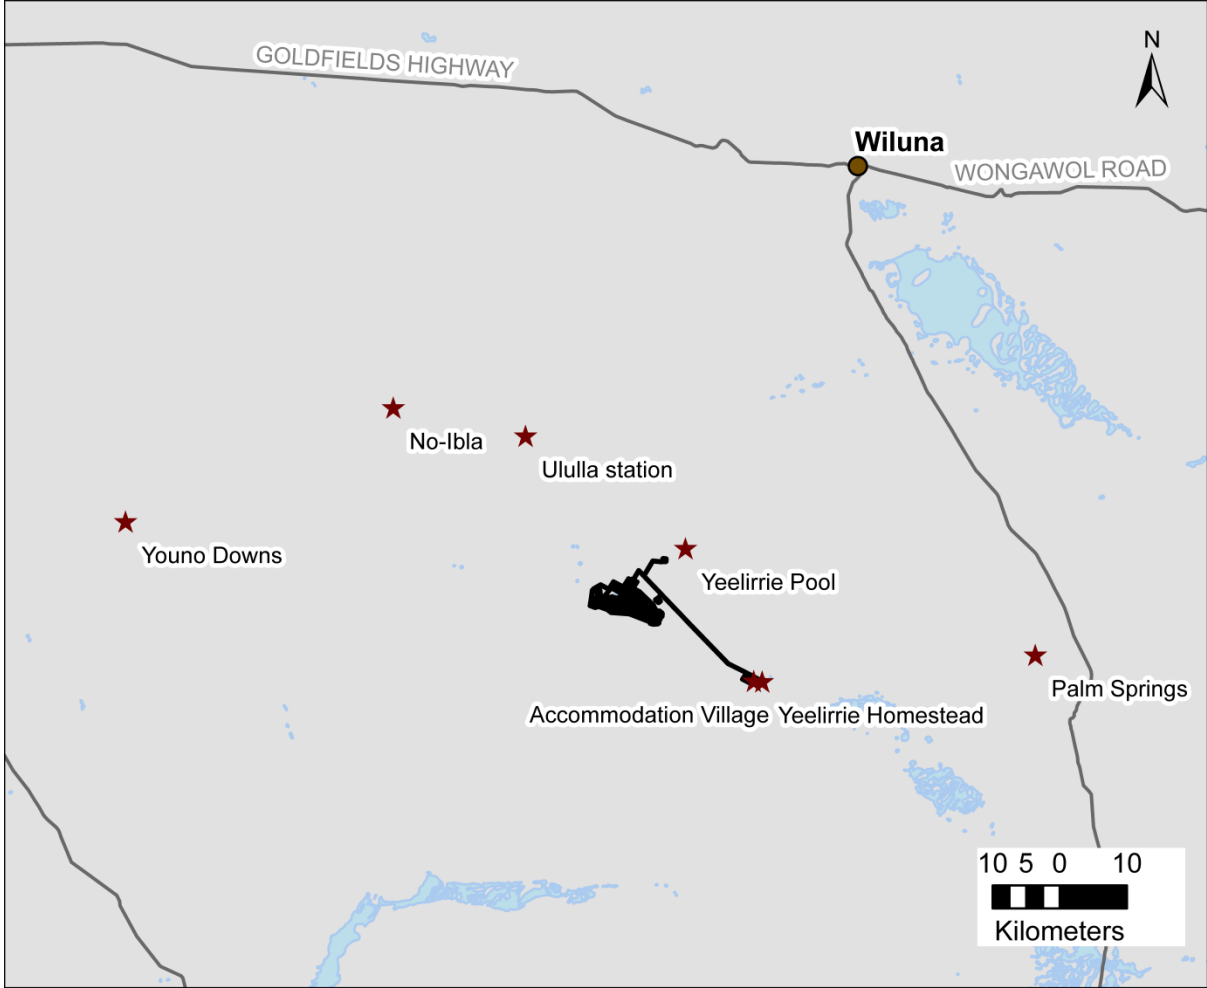 GOLDFIELDS HIGHWAY
N
Wiluna
WONGAWOL ROAD
No-Ibla
Ululla station
Youno Downs
Yeelirrie Pool
Palm Springs
Accommodation Village Yeelirrie Homestead
10 5 0 10
Kilometers